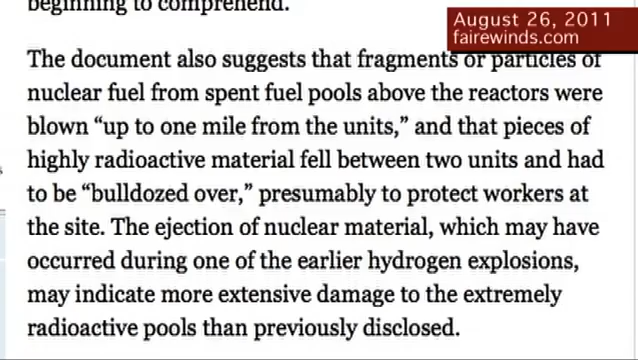 beginning to comprehend.
August 26, 2011
fairewinds.com
The document also suggests that fragments or particles of
nuclear fuel from spent fuel pools above the reactors were
blown “up to one mile from the units,” and that pieces of
highly radioactive material fell between two units and had
to be “bulldozed over,” presumably to protect workers at
the site. The ejection of nuclear material, which may have
occurred during one of the earlier hydrogen explosions,
may indicate more extensive damage to the extremely
radioactive pools than previously disclosed.